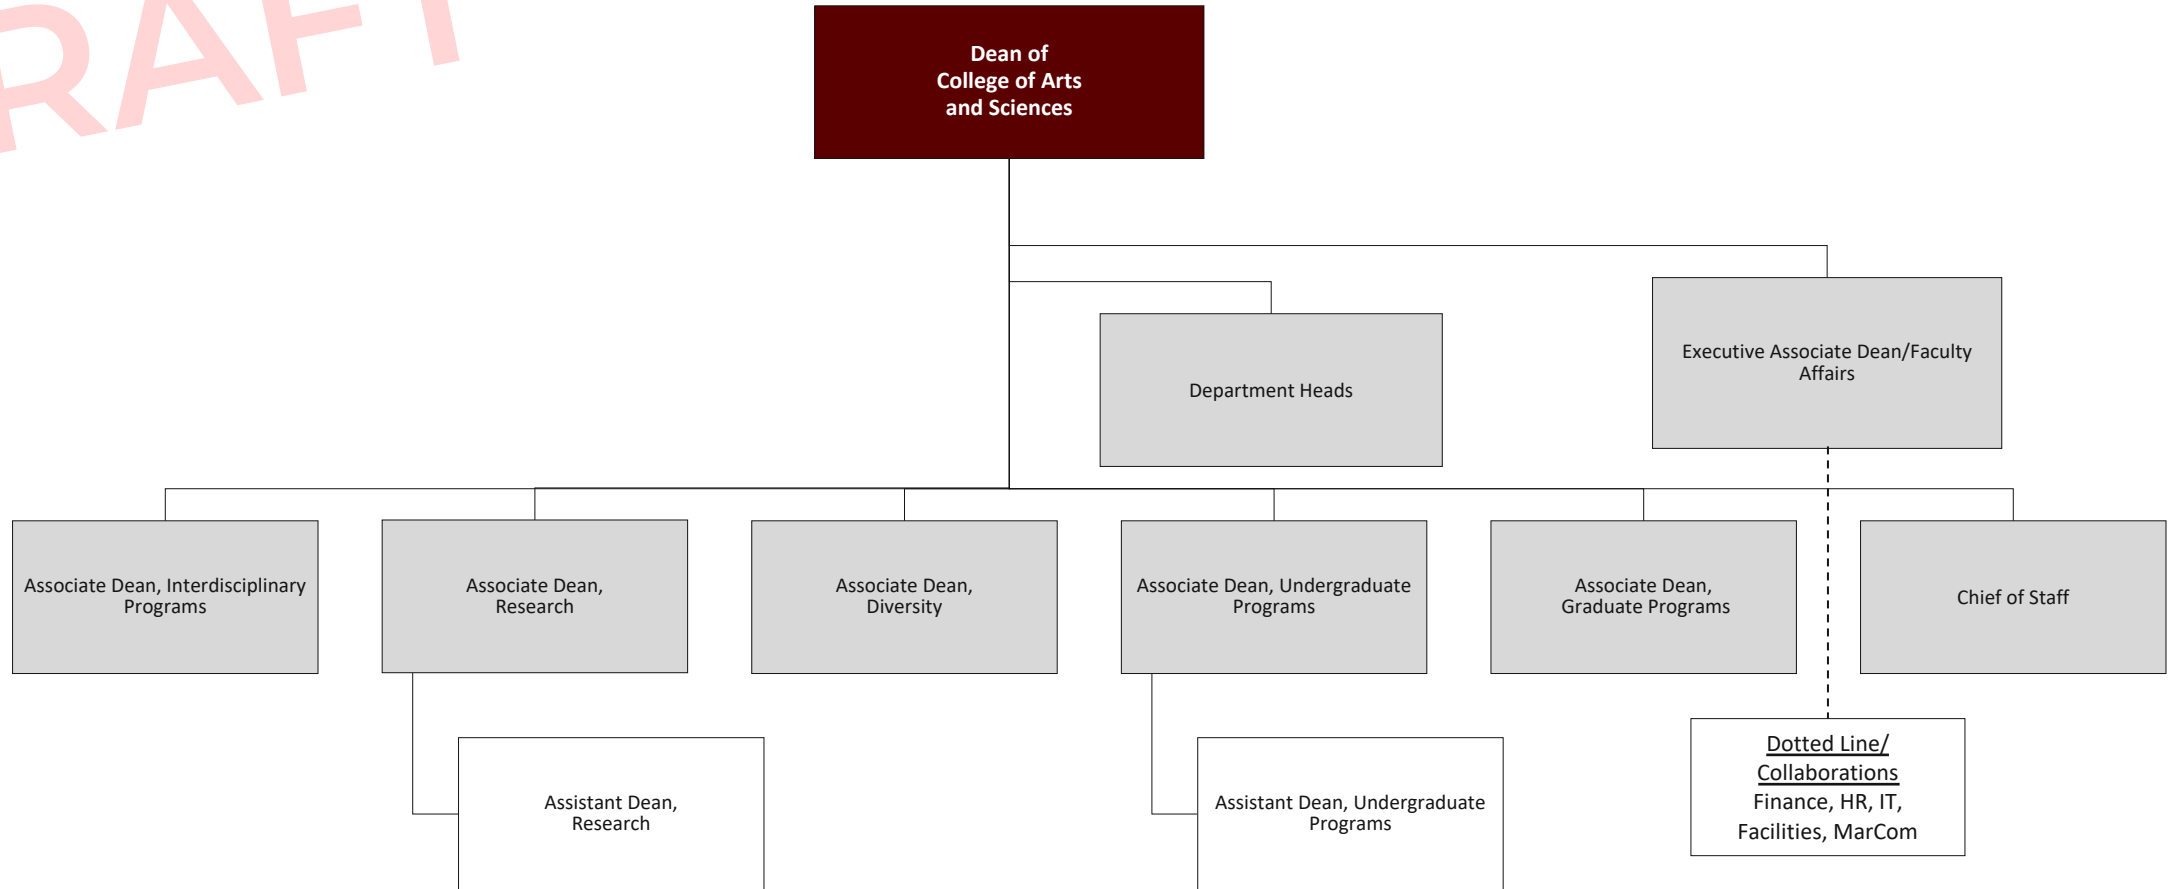 RAFT
Dean of
College of Arts
and Sciences
Executive Associate Dean/Faculty
Affairs
Department Heads
Associate Dean, Interdisciplinary
Programs
Associate Dean,
Research
Associate Dean,
Diversity
Associate Dean, Undergraduate
Programs
Associate Dean,
Graduate Programs
Chief of Staff
Assistant Dean,
Research
Assistant Dean, Undergraduate
Programs
Dotted Line/
Collaborations
Finance, HR, IT,
Facilities, MarCom